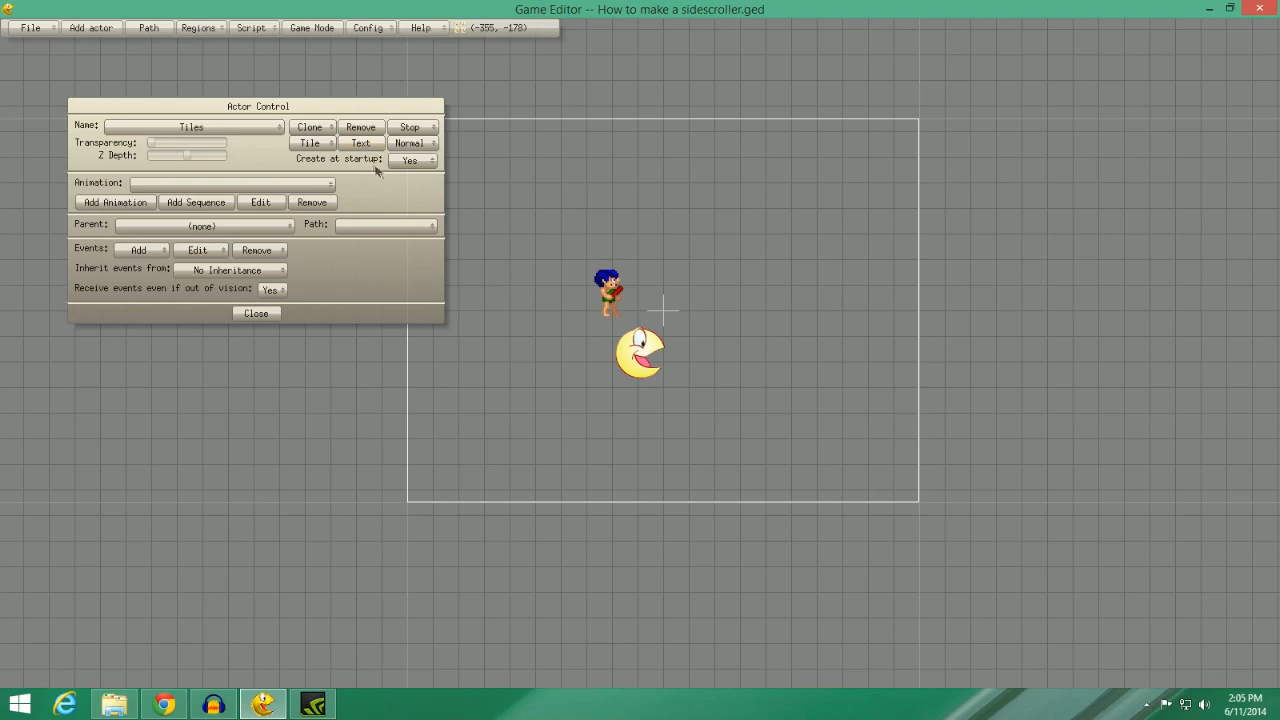 Game Editor -- How to make a sidescroller.ged
File Add actor Path Regions Script Game Mode Config Help (-355, -178)
Actor Control
Name: Tiles Clone Remove Stop
Transparency: Tile Text Normal
Z Depth: Create at startup: Yes
Animation:
Add Animation Add Sequence Edit Remove
Parent: (none) Path:
Events: Add Edit Remove
Inherit events from: No Inheritance
Receive events even if out of vision: Yes
Close
2:05 PM
6/11/2014